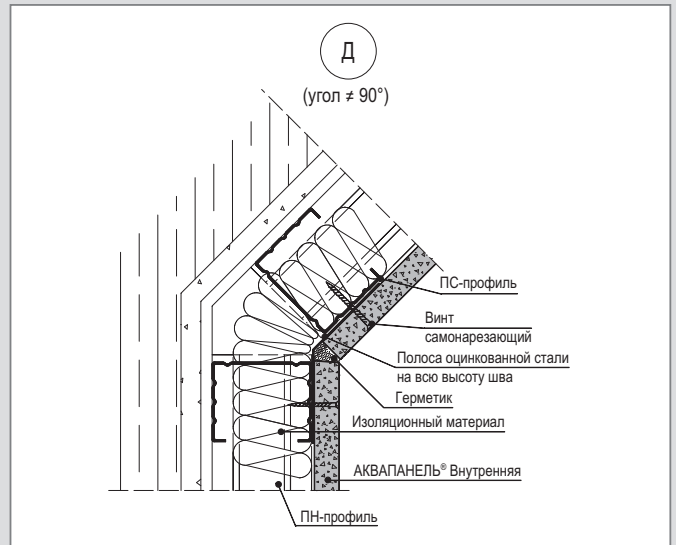 Д
(угол ≠ 90°)
ПС-профиль
Винт
самонарезающий
Полоса оцинкованной стали
на всю высоту шва
Герметик
Изоляционный материал
АКВАПАНЕЛЬ® Внутренняя
ПН-профиль